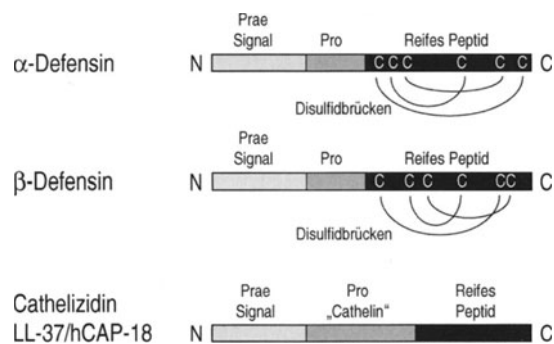 Prae
Signal Pro Reifes Peptid
α-Defensin N C C C C C C C
Disulfidbrücken
Prae
Signal Pro Reifes Peptid
β-Defensin N C C C C CC C
Disulfidbrücken
Cathelizidin
LL-37/hCAP-18
Prae
Signal
Pro
„Cathelin“
Reifes
Peptid
N C